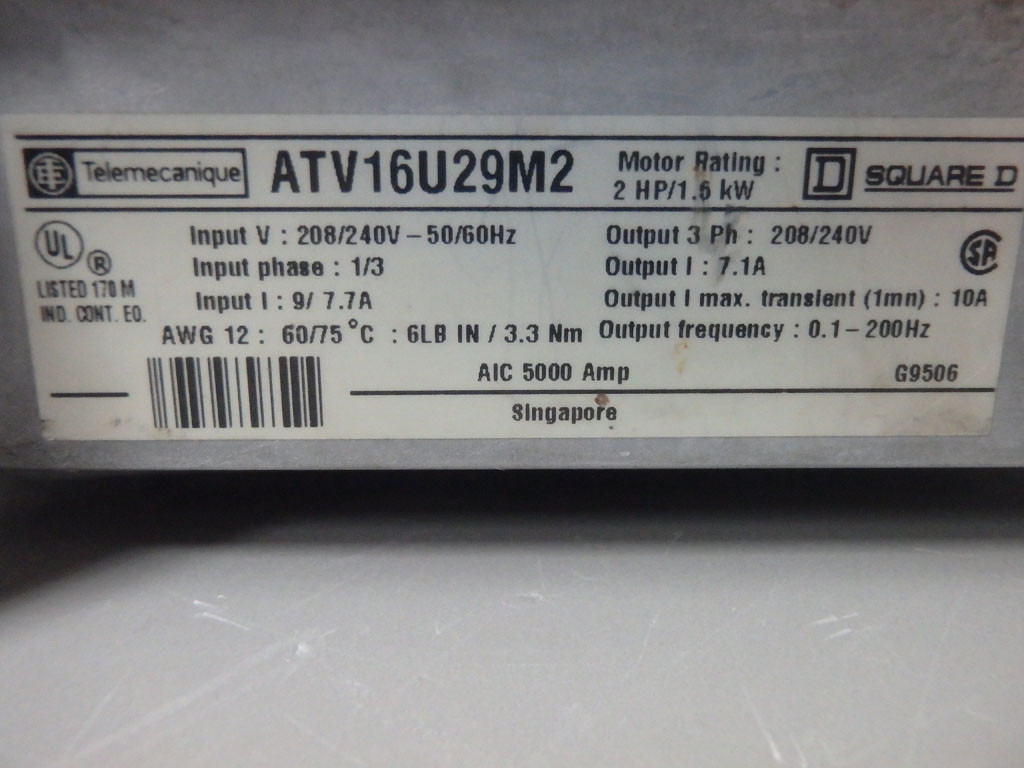 Telemecanique ATV16U29M2 Motor Rating : D SQUARE D
2 HP/1.5 kW
UL ®
LISTED 170 M
IND. CONT. EQ.
Input V : 208/240V – 50/60Hz
Input phase : 1/3
Input I : 9/ 7.7A
AWG 12 : 60/75°C : 6LB IN / 3.3 Nm
Output 3 Ph : 208/240V
Output I : 7.1A
Output I max. transient (1mn) : 10A
Output frequency : 0.1 – 200Hz
SA
AIC 5000 Amp
G9506
Singapore